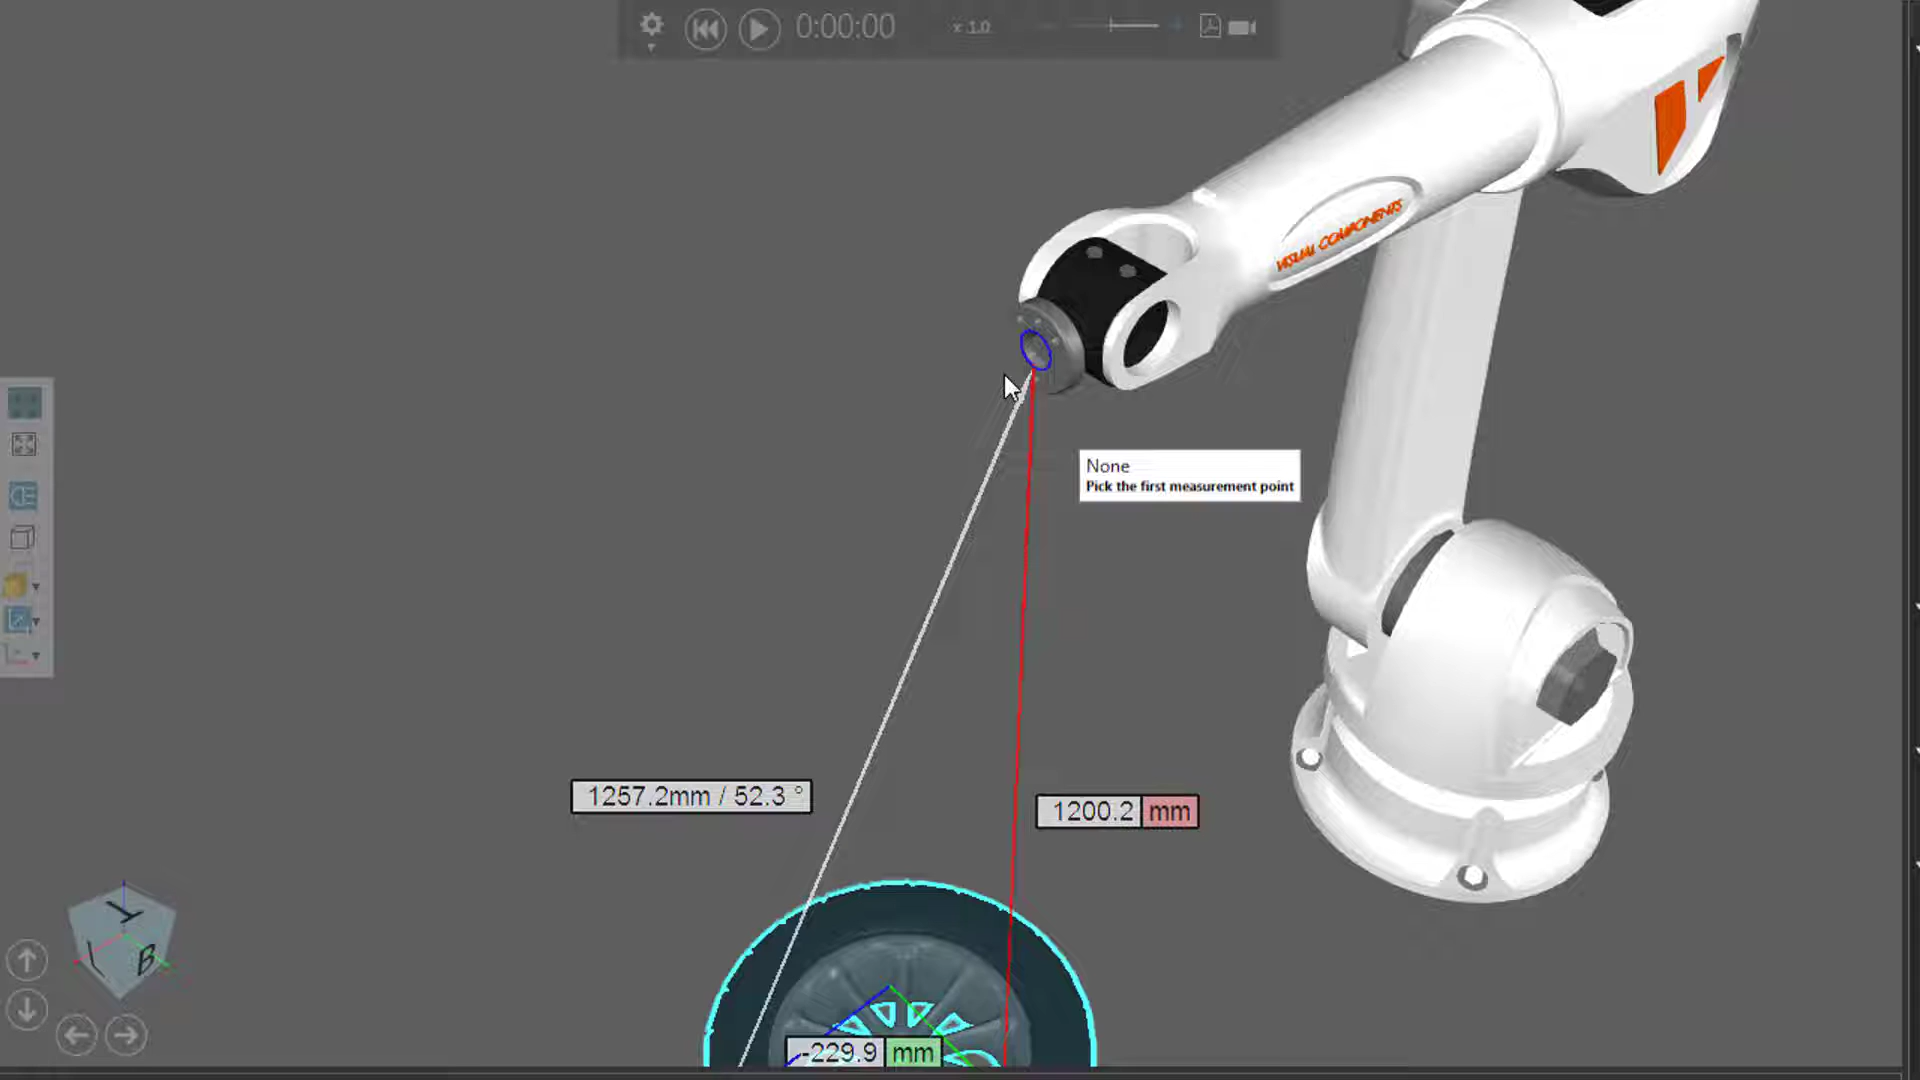 0:00:00
x 1.0
VISUAL COMPONENTS
None
Pick the first measurement point
1257.2mm / 52.3 °
1200.2 mm
L B
-229.9 mm